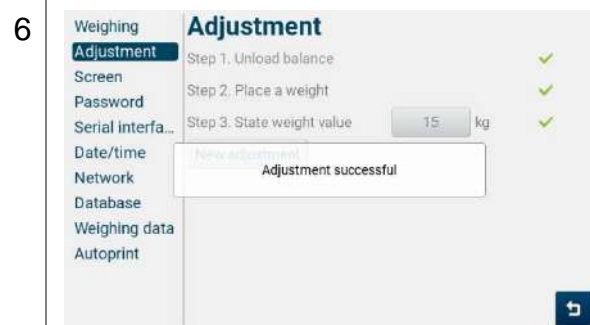 6
Weighing
Adjustment
Screen
Password
Serial interfa...
Date/time
Network
Database
Weighing data
Autoprint
Adjustment
Step 1. Unload balance
Step 2. Place a weight
Step 3. State weight value 15 kg
New adjustment
Adjustment successful